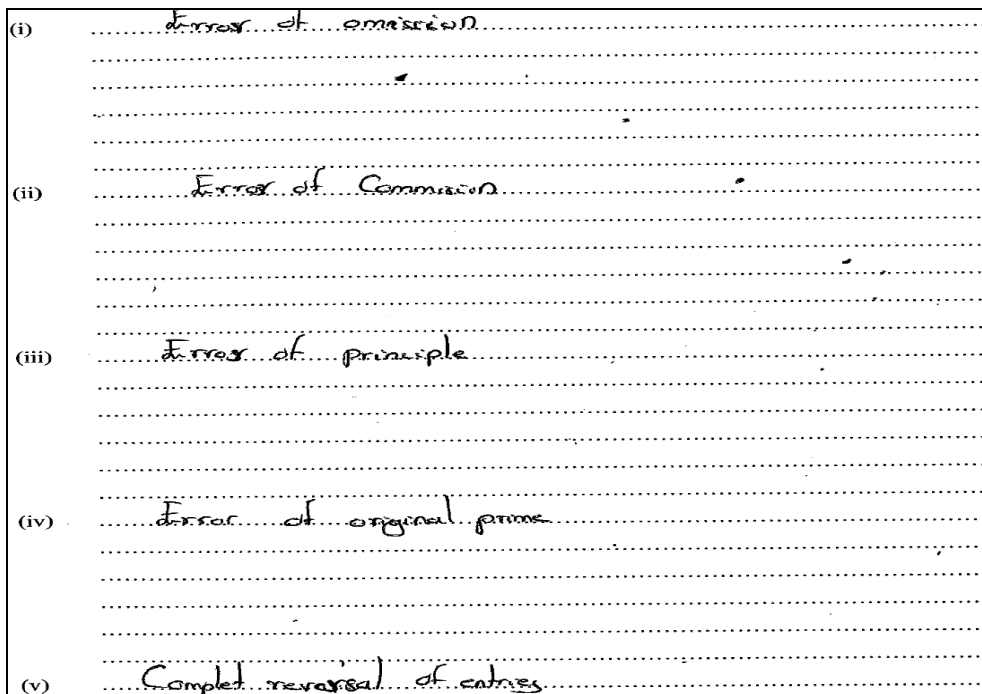 (i) Error of omission
(ii) Error of Commision
(iii) Error of principle
(iv) Error of original prime
(v) Complet reversal of entries